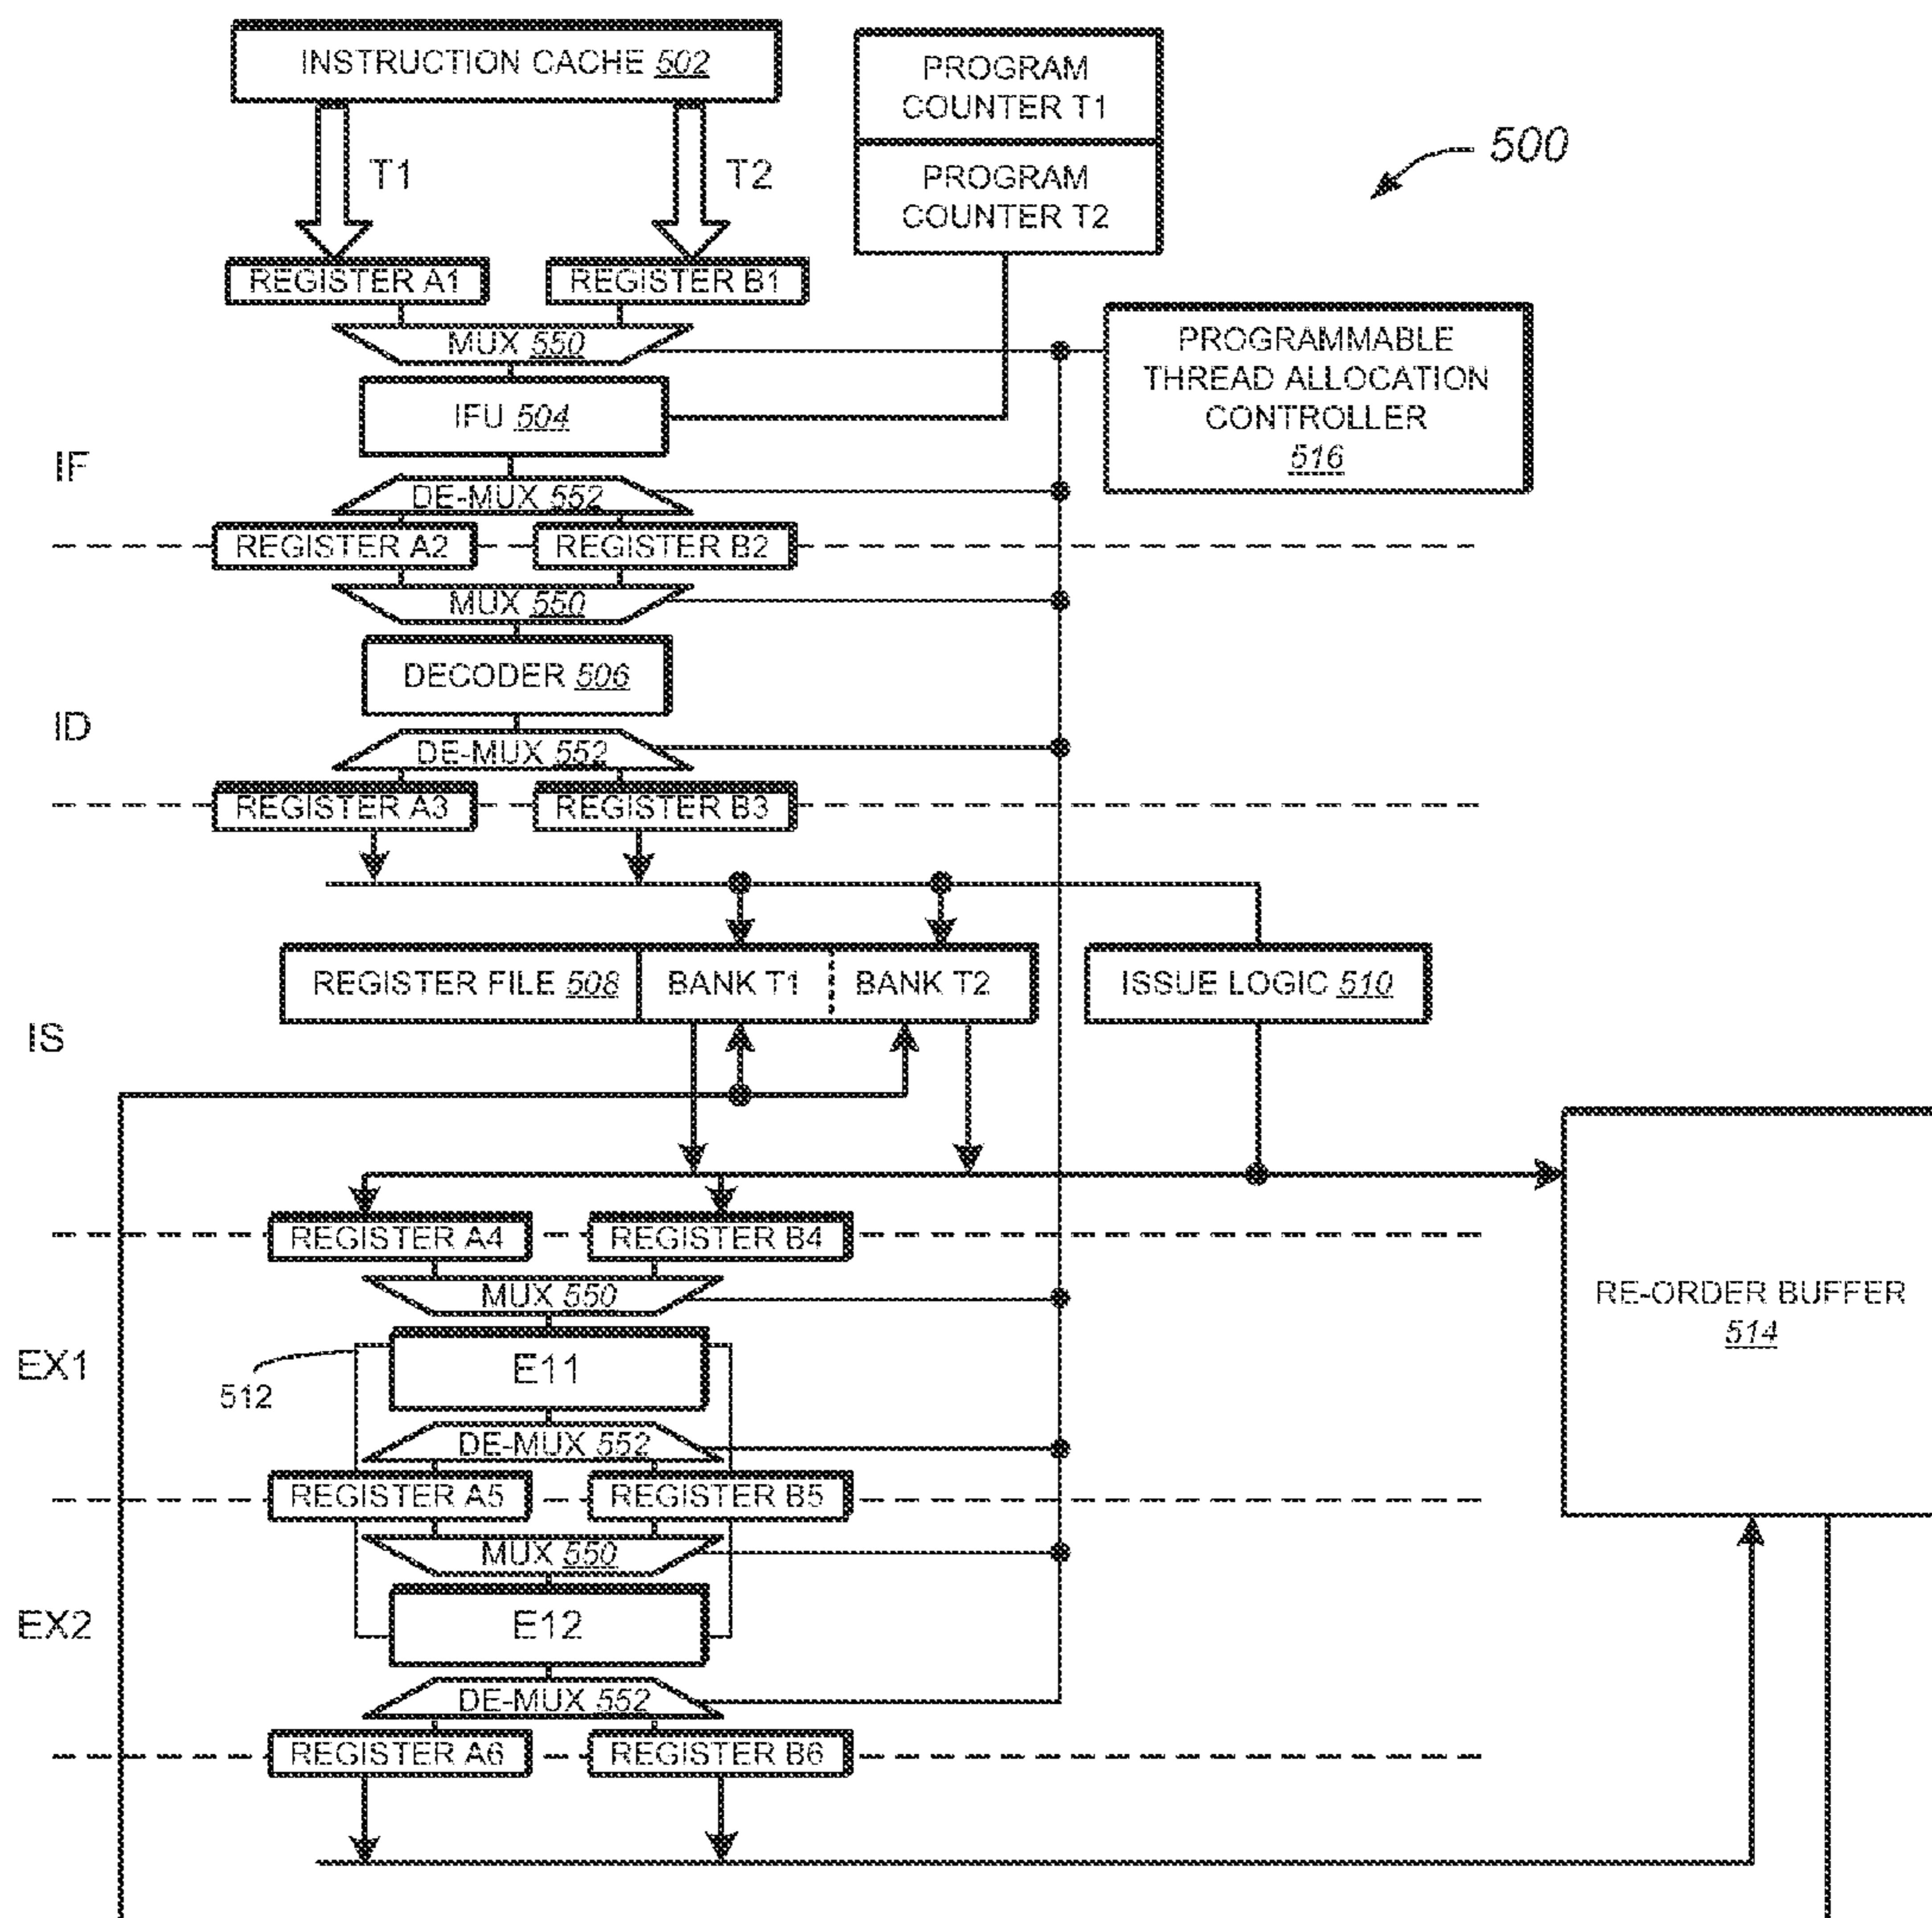 INSTRUCTION CACHE 502
PROGRAM
COUNTER T1
PROGRAM
COUNTER T2
500
T1
T2
REGISTER A1
REGISTER B1
MUX 550
PROGRAMMABLE
THREAD ALLOCATION
CONTROLLER
516
IFU 504
IF
DE-MUX 552
REGISTER A2
REGISTER B2
MUX 550
DECODER 506
ID
DE-MUX 552
REGISTER A3
REGISTER B3
REGISTER FILE 508
BANK T1
BANK T2
ISSUE LOGIC 510
IS
REGISTER A4
REGISTER B4
MUX 550
RE-ORDER BUFFER
514
EX1
E11
512
DE-MUX 552
REGISTER A5
REGISTER B5
MUX 550
EX2
E12
DE-MUX 552
REGISTER A6
REGISTER B6